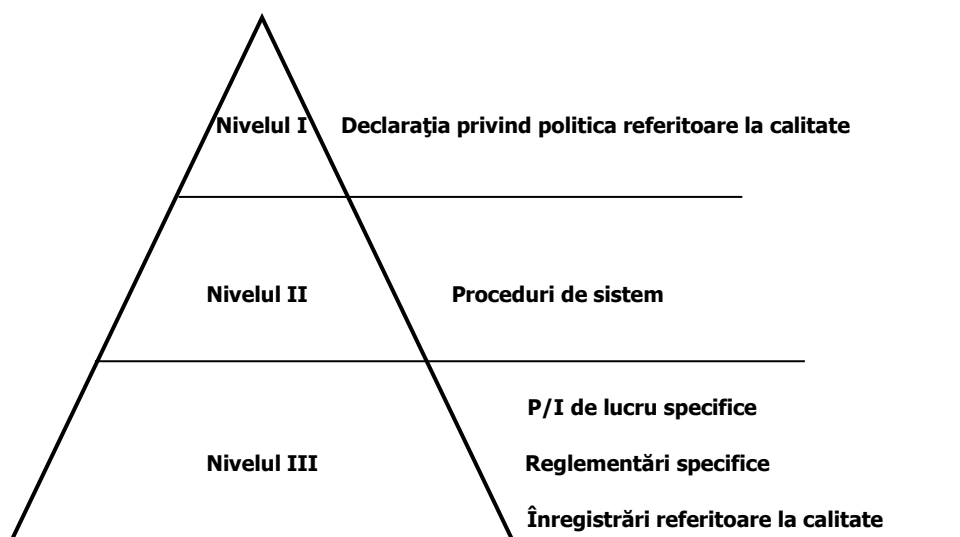 Nivelul I Declaraţia privind politica referitoare la calitate
Nivelul II Proceduri de sistem
P/I de lucru specifice
Nivelul III Reglementări specifice
Înregistrări referitoare la calitate